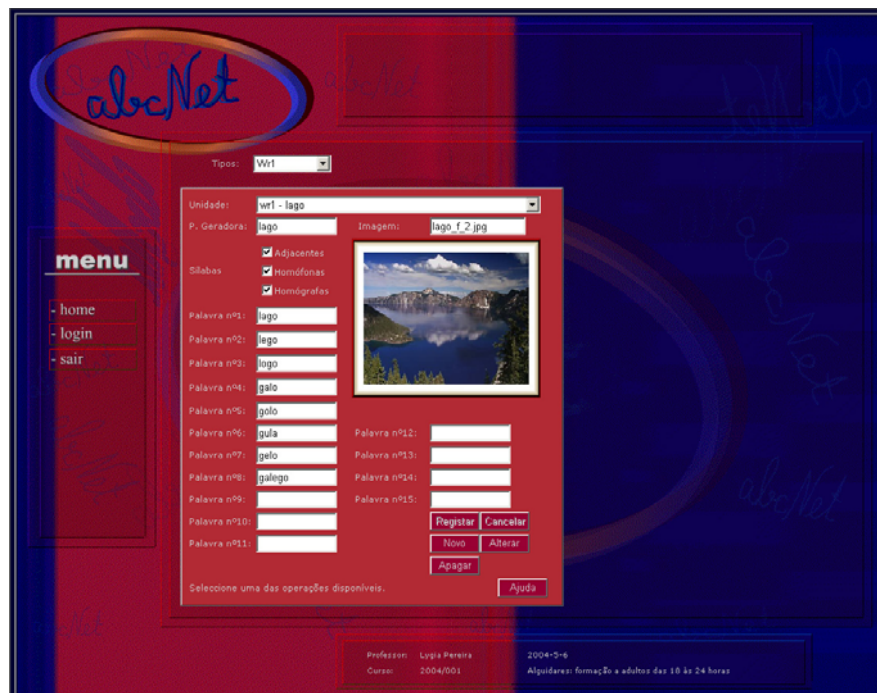 abcNet
Tipos: Wr1
Unidade: wr1 - lago
P. Geradora: lago Imagem: lago_f_2.jpg
Adjacentes
Sílabas Homófonas
Homógrafas
menu
- home
- login
- sair
Palavra nº1: lago
Palavra nº2: lego
Palavra nº3: logo
Palavra nº4: galo
Palavra nº5: golo
Palavra nº6: gula Palavra nº12:
Palavra nº7: gelo Palavra nº13:
Palavra nº8: galego Palavra nº14:
Palavra nº9: Palavra nº15:
Palavra nº10: Registar Cancelar
Palavra nº11: Novo Alterar
Apagar
Seleccione uma das operações disponíveis. Ajuda
Professor: Lygia Pereira 2004-5-6
Curso: 2004/001 Alguidares: formação a adultos das 18 às 24 horas
abcNet